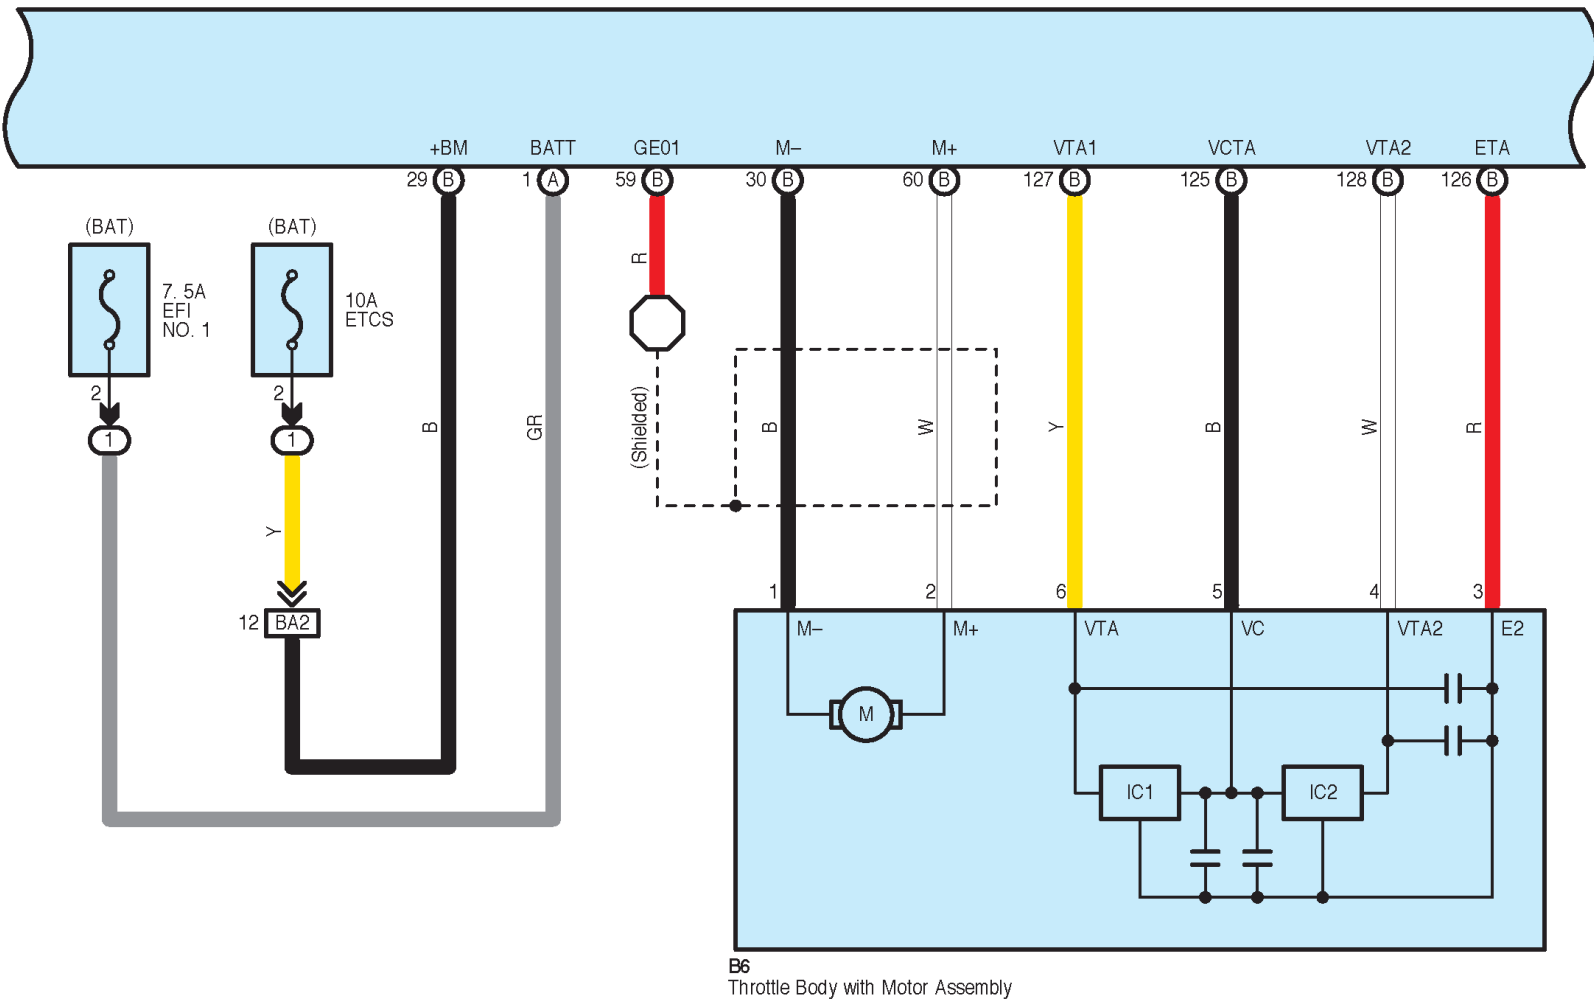 +BM BATT GE01 M– M+ VTA1 VCTA VTA2 ETA
29 B 1 A 59 B 30 B 60 B 127 B 125 B 128 B 126 B
(BAT) (BAT)
7. 5A
EFI
NO. 1
10A
ETCS
R
2 2
1 1
B GR (Shielded) B W Y B W R
Y
12 BA2
1 2 6 5 4 3
M– M+ VTA VC VTA2 E2
M
IC1 IC2
B6
Throttle Body with Motor Assembly